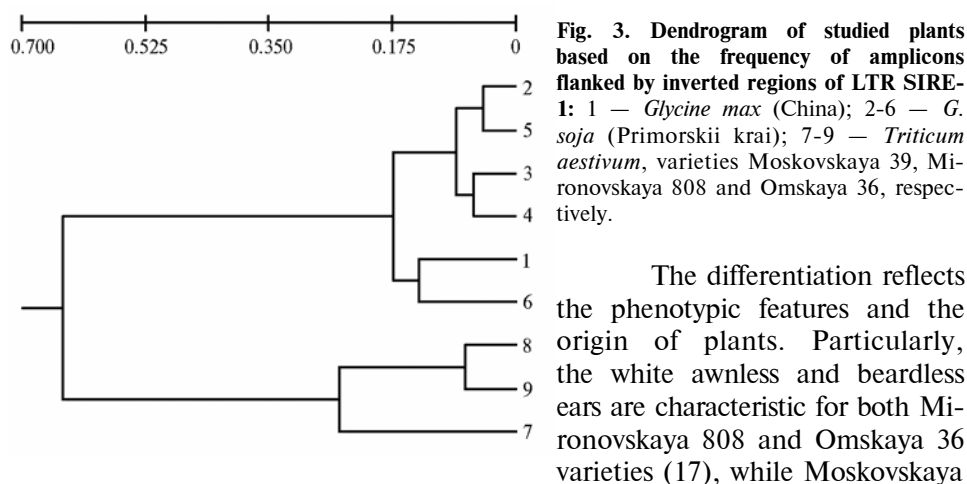 0.700 0.525 0.350 0.175 0
2
5
3
4
1
6
8
9
7
Fig. 3. Dendrogram of studied plants
based on the frequency of amplicons
flanked by inverted regions of LTR SIRE-
1: 1 — Glycine max (China); 2-6 — G.
soja (Primorskii krai); 7-9 — Triticum
aestivum, varieties Moskovskaya 39, Mi-
ronovskaya 808 and Omskaya 36, respec-
tively.
The differentiation reflects
the phenotypic features and the
origin of plants. Particularly,
the white awnless and beardless
ears are characteristic for both Mi-
ronovskaya 808 and Omskaya 36
varieties (17), while Moskovskaya